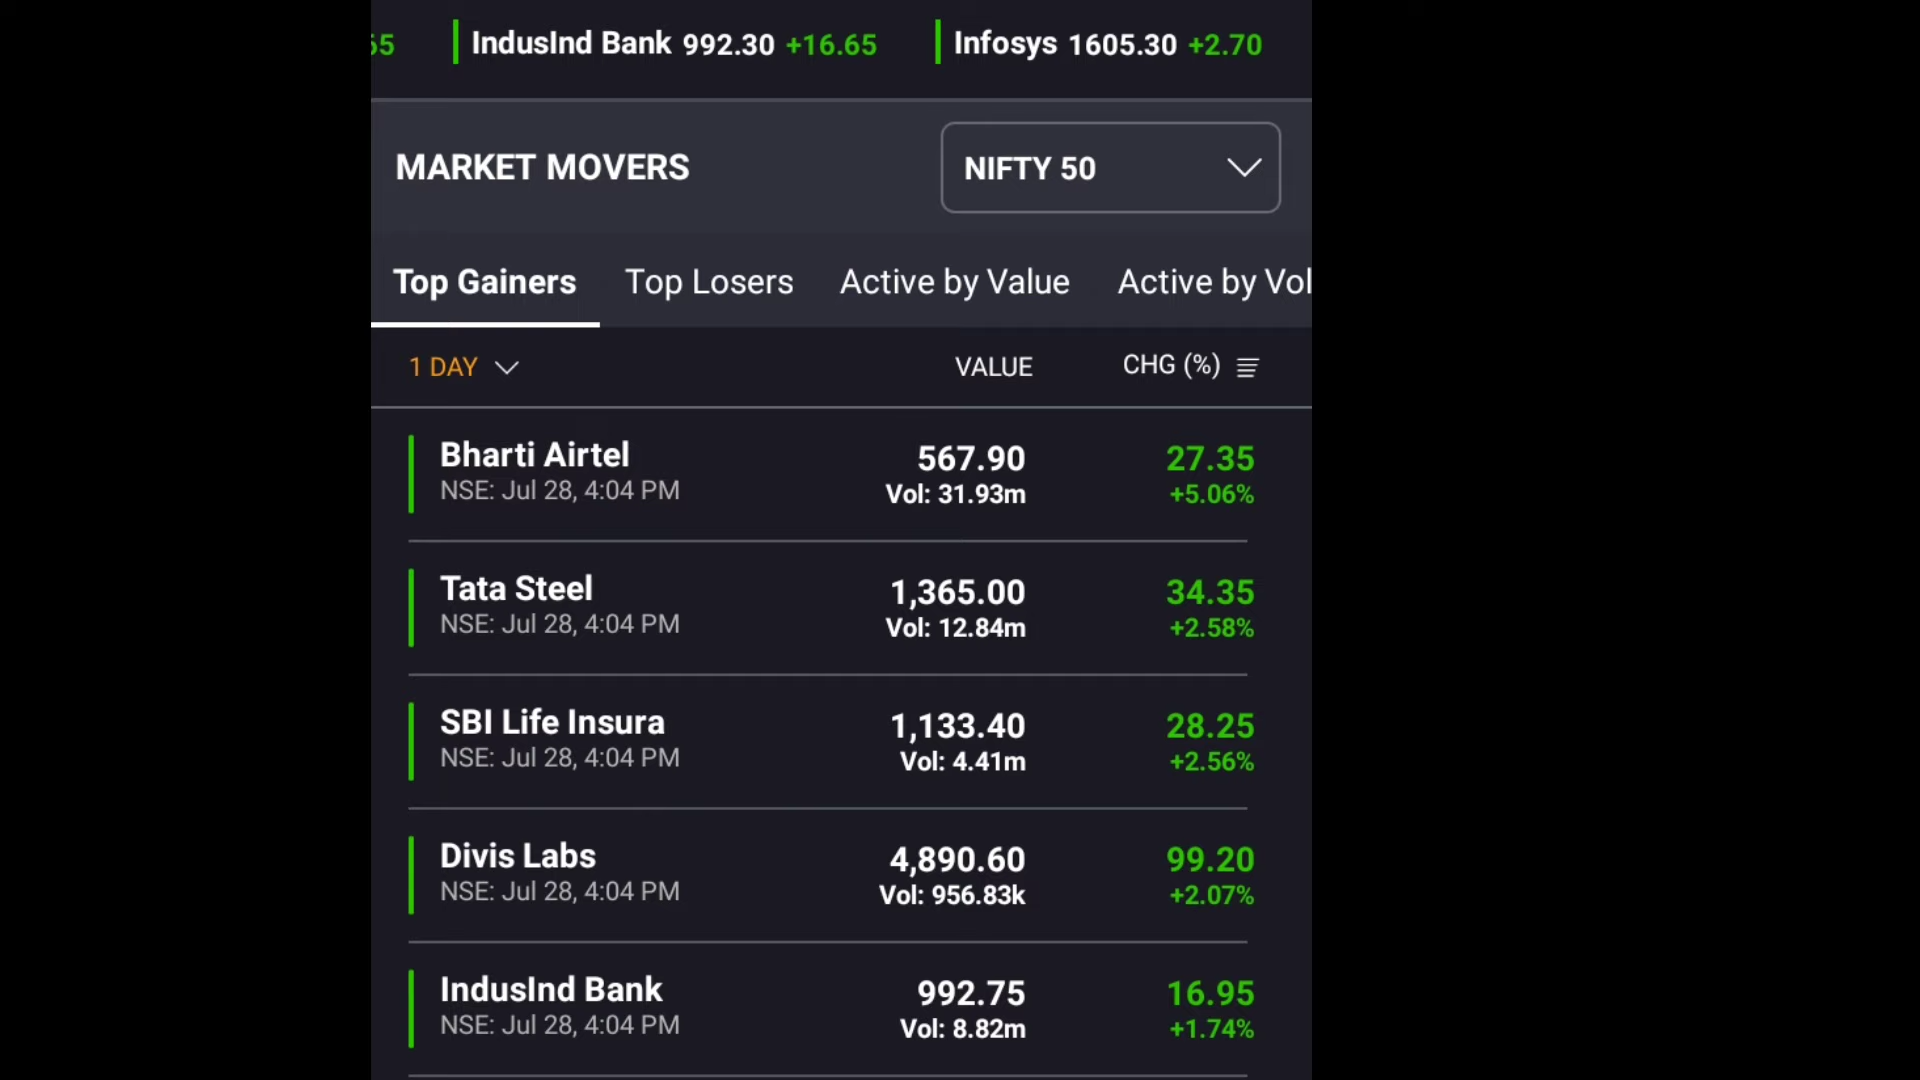 IndusInd Bank 992.30 +16.65 Infosys 1605.30 +2.70
MARKET MOVERS NIFTY 50
Top Gainers Top Losers Active by Value Active by Vol
1 DAY VALUE CHG (%)
Bharti Airtel 567.90 27.35
NSE: Jul 28, 4:04 PM Vol: 31.93m +5.06%
Tata Steel 1,365.00 34.35
NSE: Jul 28, 4:04 PM Vol: 12.84m +2.58%
SBI Life Insura 1,133.40 28.25
NSE: Jul 28, 4:04 PM Vol: 4.41m +2.56%
Divis Labs 4,890.60 99.20
NSE: Jul 28, 4:04 PM Vol: 956.83k +2.07%
IndusInd Bank 992.75 16.95
NSE: Jul 28, 4:04 PM Vol: 8.82m +1.74%